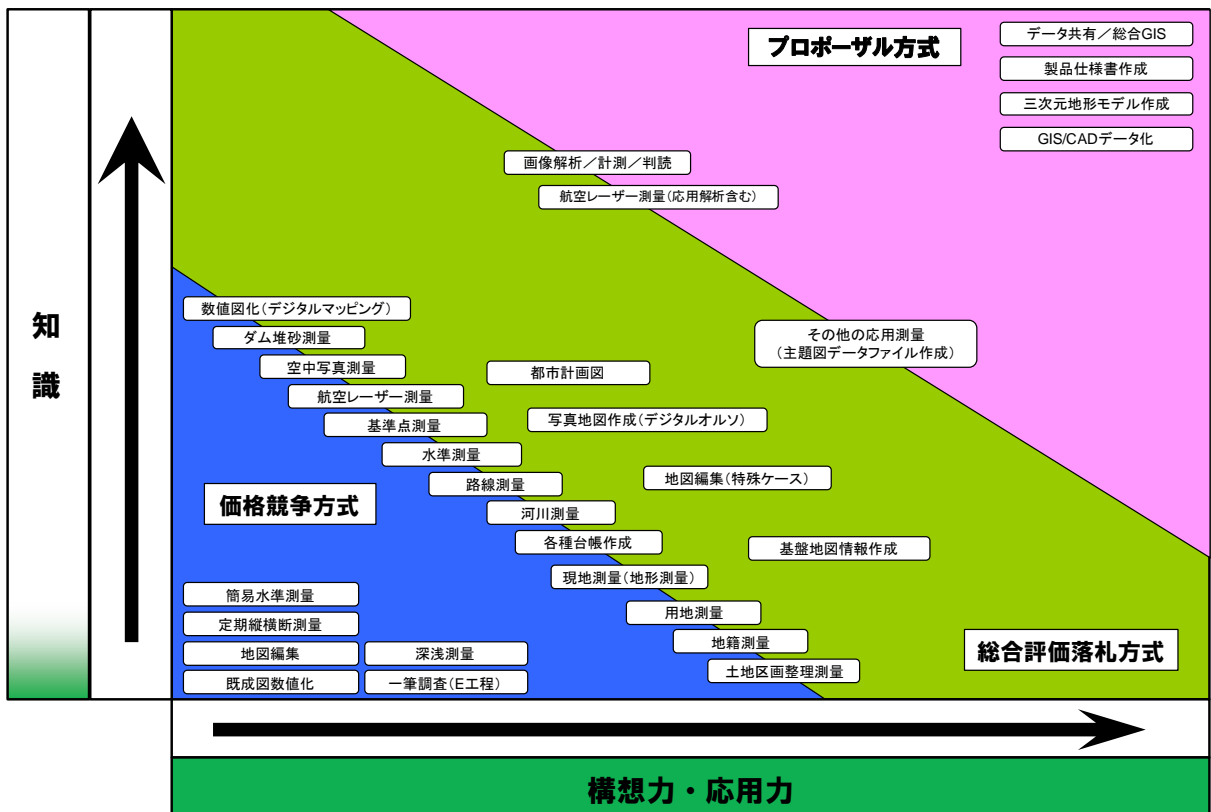 プロポーザル方式
データ共有／総合GIS
製品仕様書作成
三次元地形モデル作成
GIS/CADデータ化
画像解析／計測／判読
航空レーザー測量(応用解析含む)
知
識
数値図化(デジタルマッピング)
ダム堆砂測量
空中写真測量
航空レーザー測量
基準点測量
水準測量
路線測量
河川測量
各種台帳作成
現地測量(地形測量)
用地測量
地籍測量
土地区画整理測量
その他の応用測量
(主題図データファイル作成)
都市計画図
写真地図作成(デジタルオルソ)
地図編集(特殊ケース)
基盤地図情報作成
価格競争方式
簡易水準測量
定期縦横断測量
地図編集
深浅測量
既成図数値化
一筆調査(E工程)
総合評価落札方式
構想力・応用力